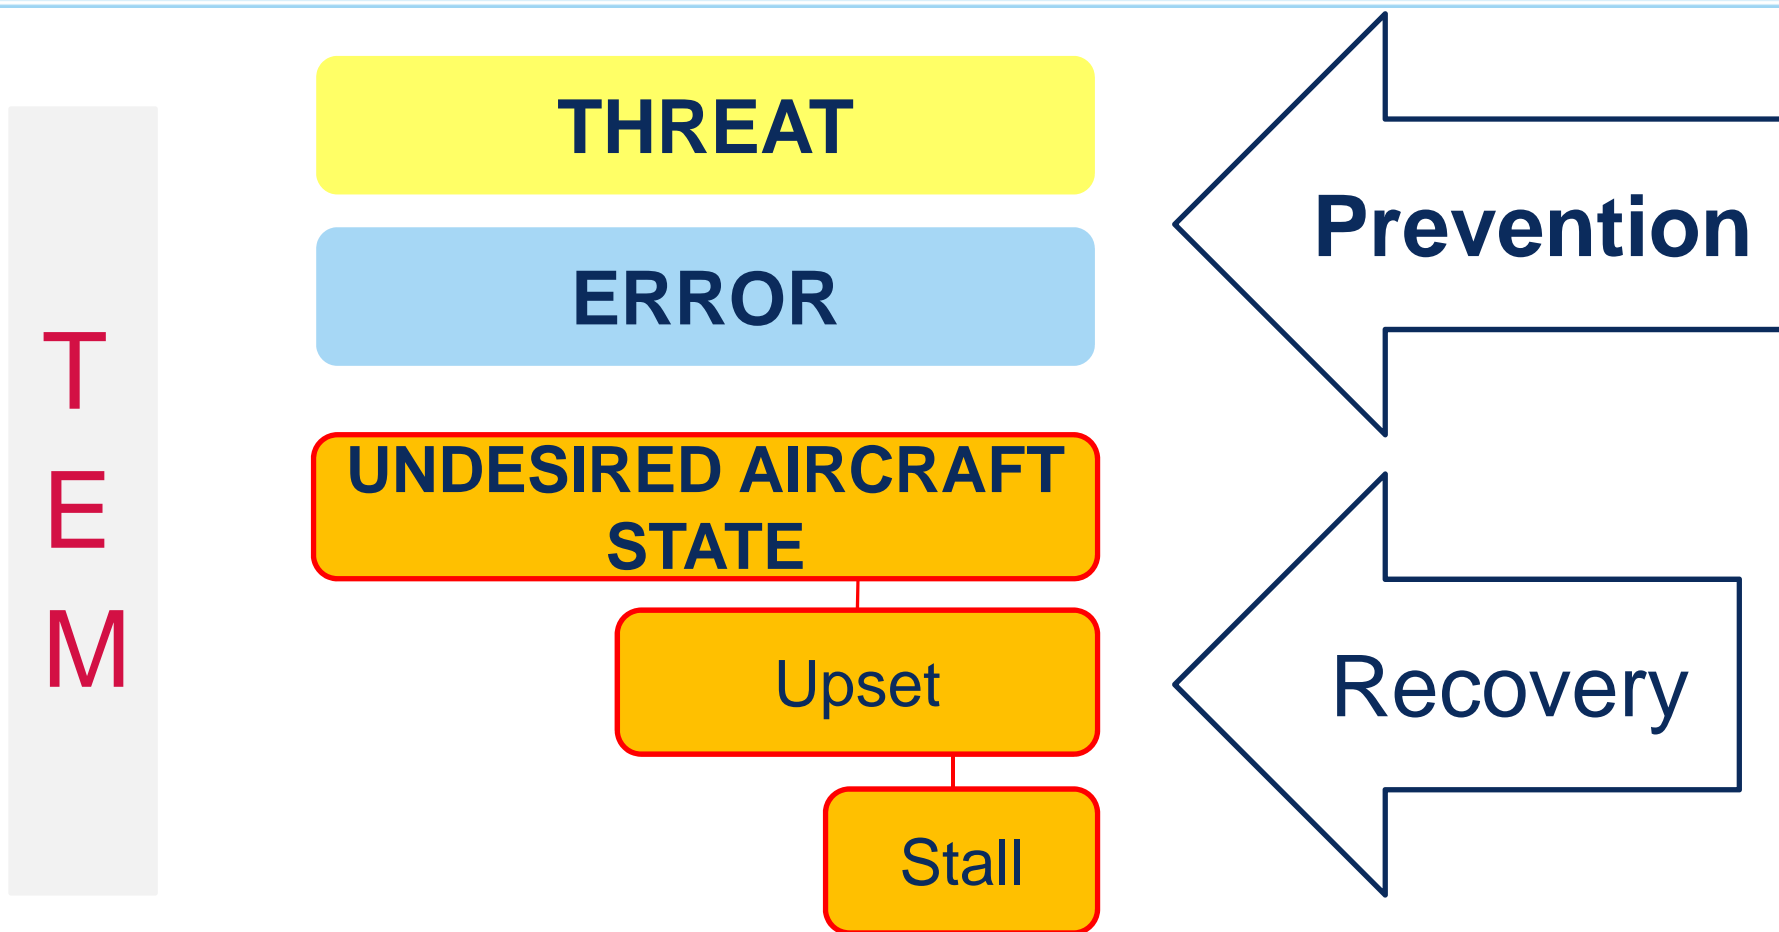 T
E
M
THREAT
ERROR
UNDESIRED AIRCRAFT
STATE
Upset
Stall
Prevention
Recovery